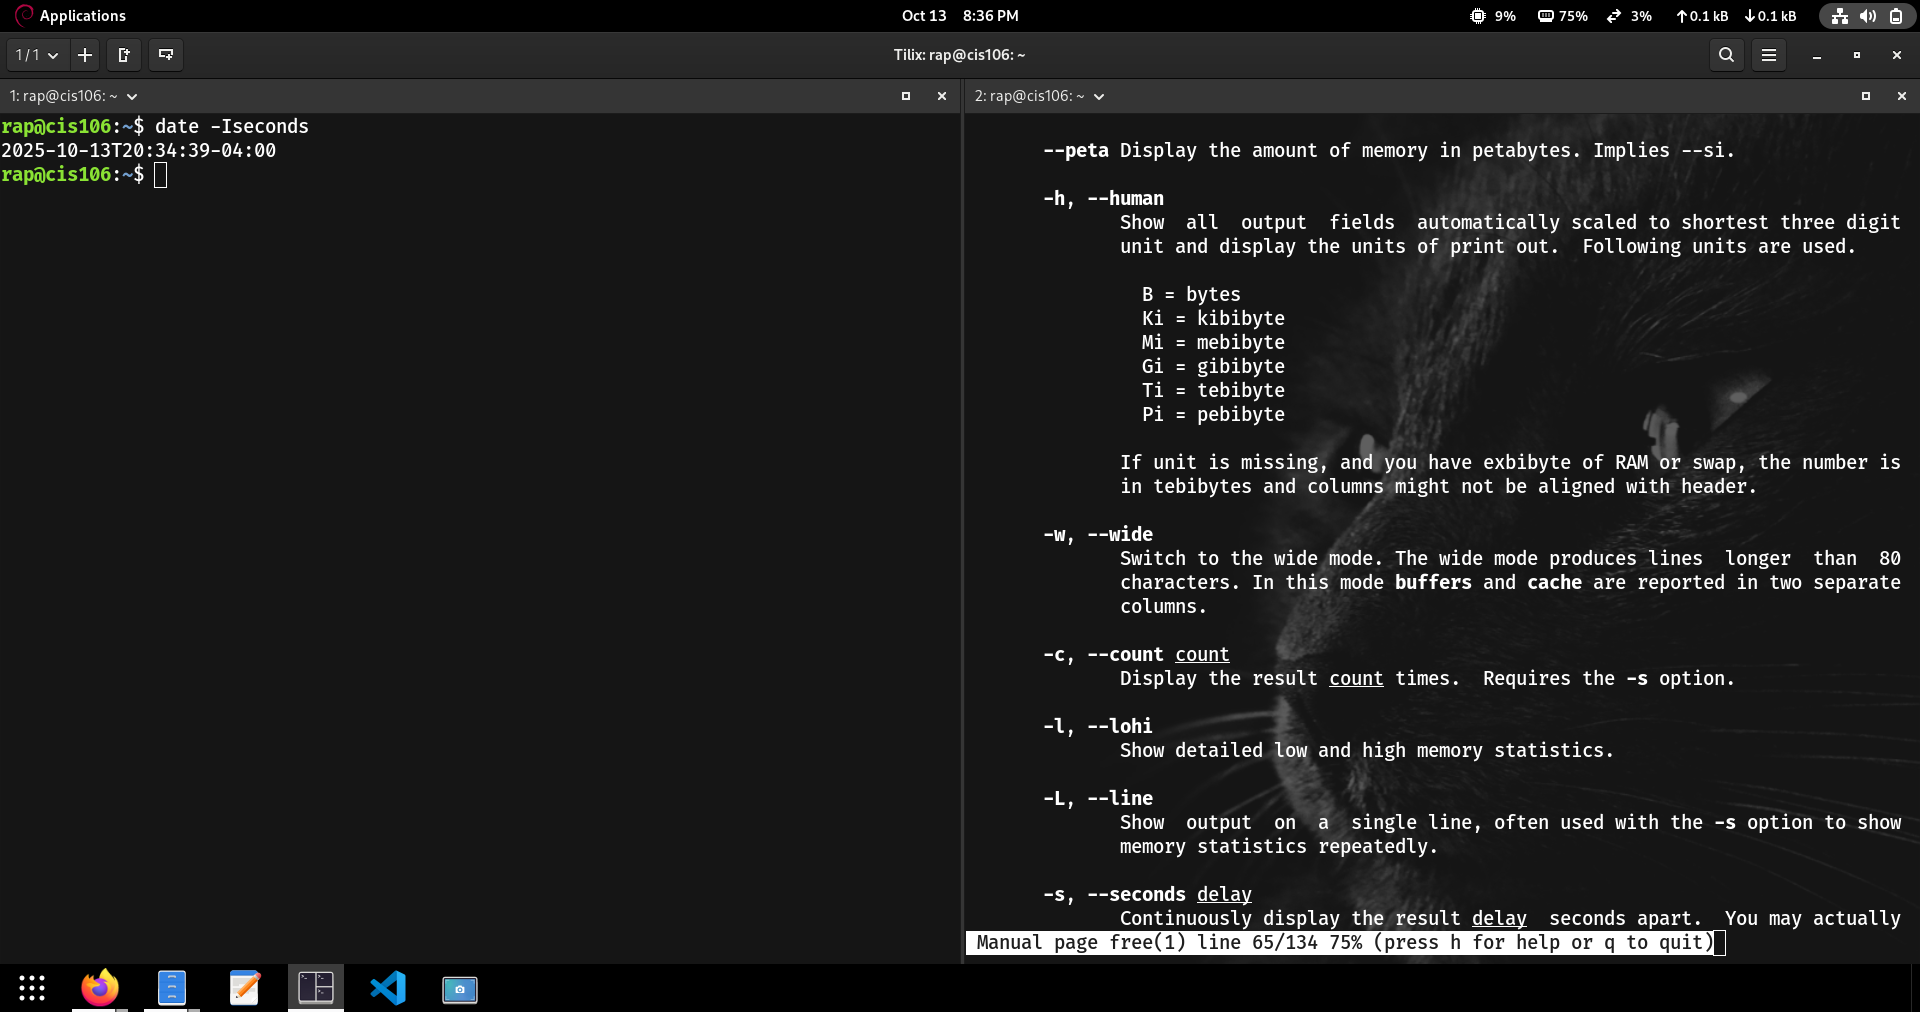 Applications
Oct 13 8:36 PM
9% 75% 3% ↑0.1 kB ↓0.1 kB
1 / 1
Tilix: rap@cis106: ~
1: rap@cis106: ~
rap@cis106:~$ date -Iseconds
2025-10-13T20:34:39-04:00
rap@cis106:~$
2: rap@cis106: ~
--peta Display the amount of memory in petabytes. Implies --si.
-h, --human
Show all output fields automatically scaled to shortest three digit
unit and display the units of print out. Following units are used.
B = bytes
Ki = kibibyte
Mi = mebibyte
Gi = gibibyte
Ti = tebibyte
Pi = pebibyte
If unit is missing, and you have exbibyte of RAM or swap, the number is
in tebibytes and columns might not be aligned with header.
-w, --wide
Switch to the wide mode. The wide mode produces lines longer than 80
characters. In this mode buffers and cache are reported in two separate
columns.
-c, --count count
Display the result count times. Requires the -s option.
-l, --lohi
Show detailed low and high memory statistics.
-L, --line
Show output on a single line, often used with the -s option to show
memory statistics repeatedly.
-s, --seconds delay
Continuously display the result delay seconds apart. You may actually
Manual page free(1) line 65/134 75% (press h for help or q to quit)